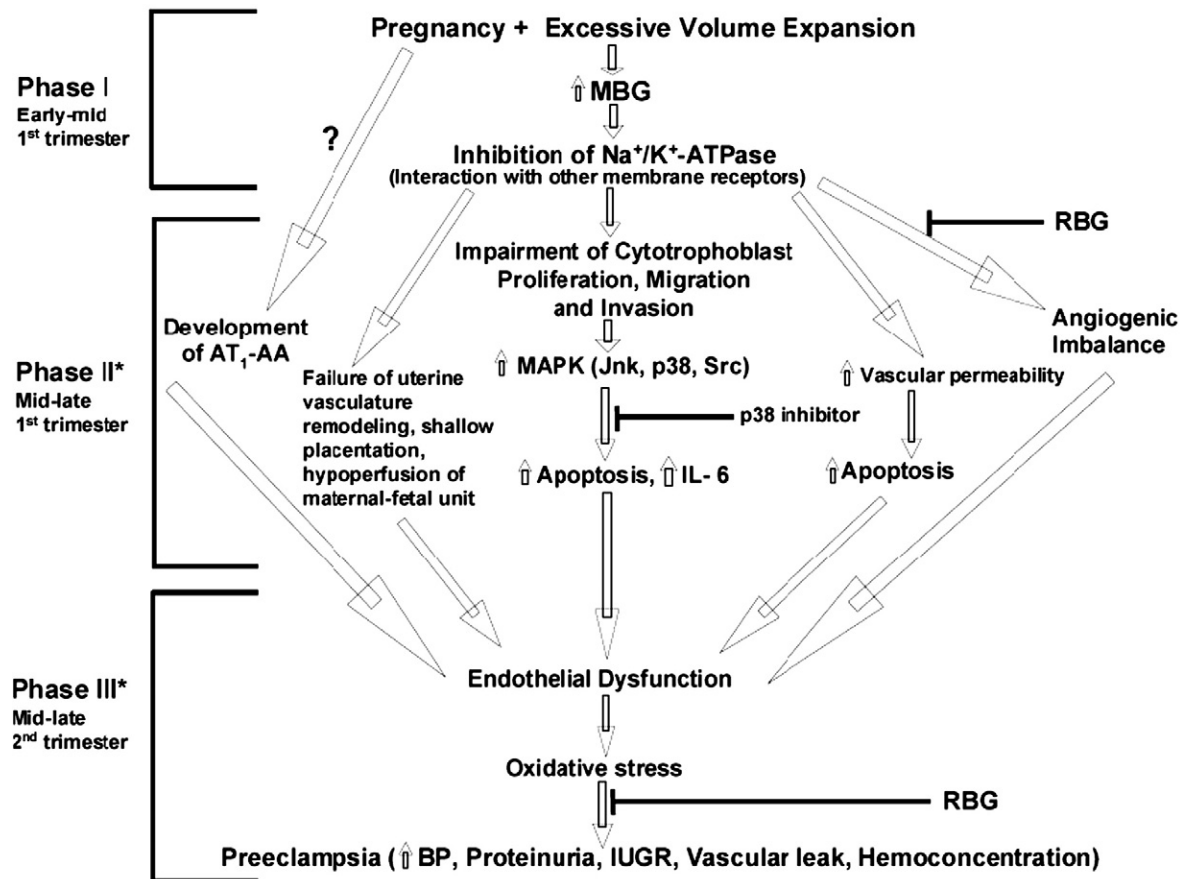 Pregnancy + Excessive Volume Expansion
Phase I
Early-mid
1st trimester
⇧ MBG
?
Inhibition of Na+/K+-ATPase
(Interaction with other membrane receptors)
RBG
Phase II*
Mid-late
1st trimester
Development
of AT1-AA
Failure of uterine
vasculature
remodeling, shallow
placentation,
hypoperfusion of
maternal-fetal unit
Impairment of Cytotrophoblast
Proliferation, Migration
and Invasion
⇧ MAPK (Jnk, p38, Src)
p38 inhibitor
⇧ Apoptosis, ⇧ IL- 6
⇧ Vascular permeability
⇧ Apoptosis
Angiogenic
Imbalance
Phase III*
Mid-late
2nd trimester
Endothelial Dysfunction
Oxidative stress
RBG
Preeclampsia (⇧ BP, Proteinuria, IUGR, Vascular leak, Hemoconcentration)